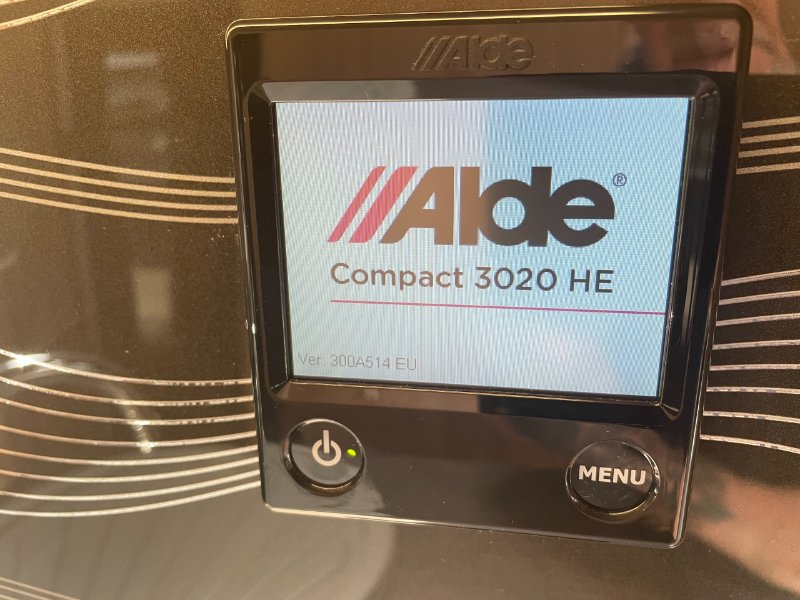 Alde
Alde®
Compact 3020 HE
Ver. 300A514 EU
MENU